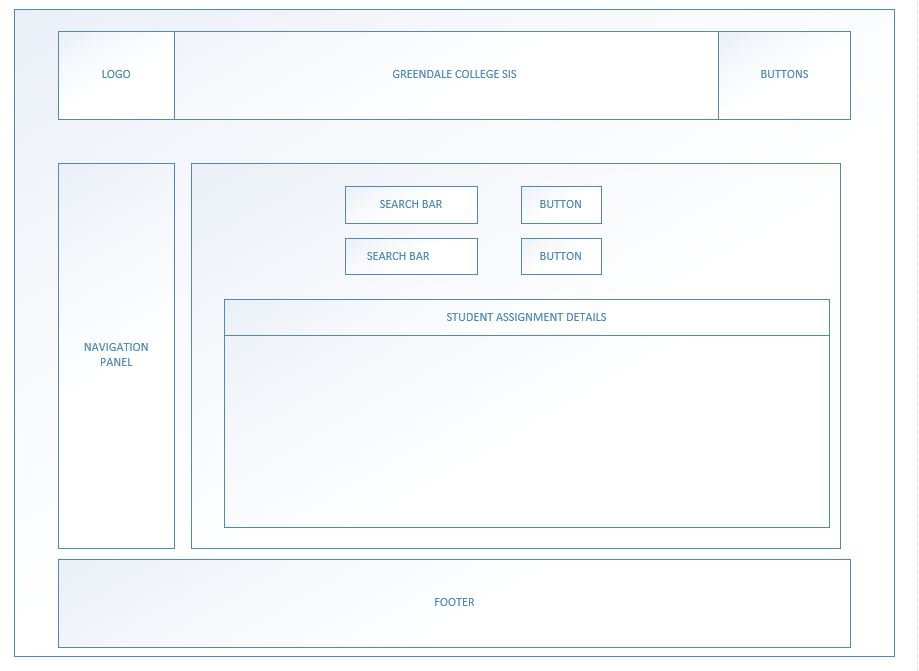 LOGO
GREENDALE COLLEGE SIS
BUTTONS
NAVIGATION
PANEL
SEARCH BAR
BUTTON
SEARCH BAR
BUTTON
STUDENT ASSIGNMENT DETAILS
FOOTER